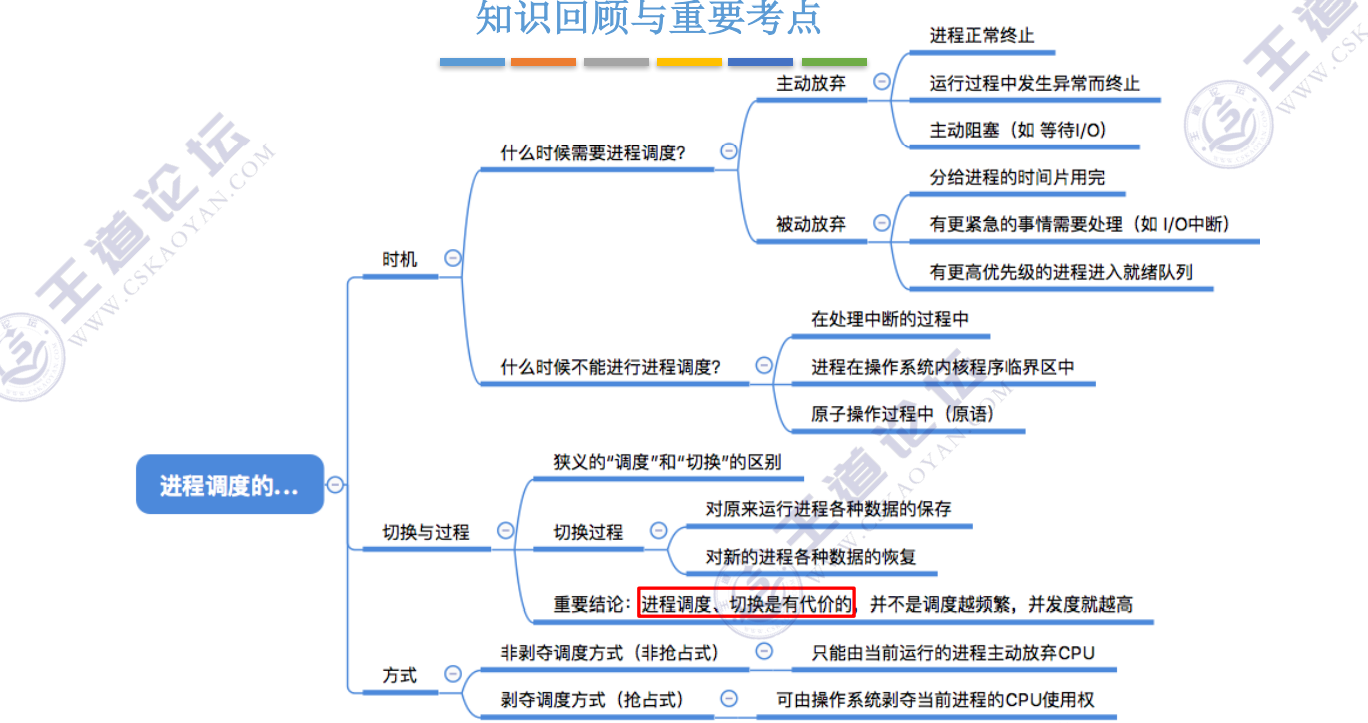 知识回顾与重要考点
进程调度的...
时机
什么时候需要进程调度？
主动放弃
进程正常终止
运行过程中发生异常而终止
主动阻塞（如 等待I/O）
被动放弃
分给进程的时间片用完
有更紧急的事情需要处理（如 I/O中断）
有更高优先级的进程进入就绪队列
什么时候不能进行进程调度？
在处理中断的过程中
进程在操作系统内核程序临界区中
原子操作过程中（原语）
切换与过程
狭义的“调度”和“切换”的区别
切换过程
对原来运行进程各种数据的保存
对新的进程各种数据的恢复
重要结论：进程调度、切换是有代价的，并不是调度越频繁，并发度就越高
方式
非剥夺调度方式（非抢占式）
只能由当前运行的进程主动放弃CPU
剥夺调度方式（抢占式）
可由操作系统剥夺当前进程的CPU使用权
王道论坛
WWW.CSKAOYAN.COM
王道论坛
WWW.CSKAOYAN.COM
王道
WWW.CSK